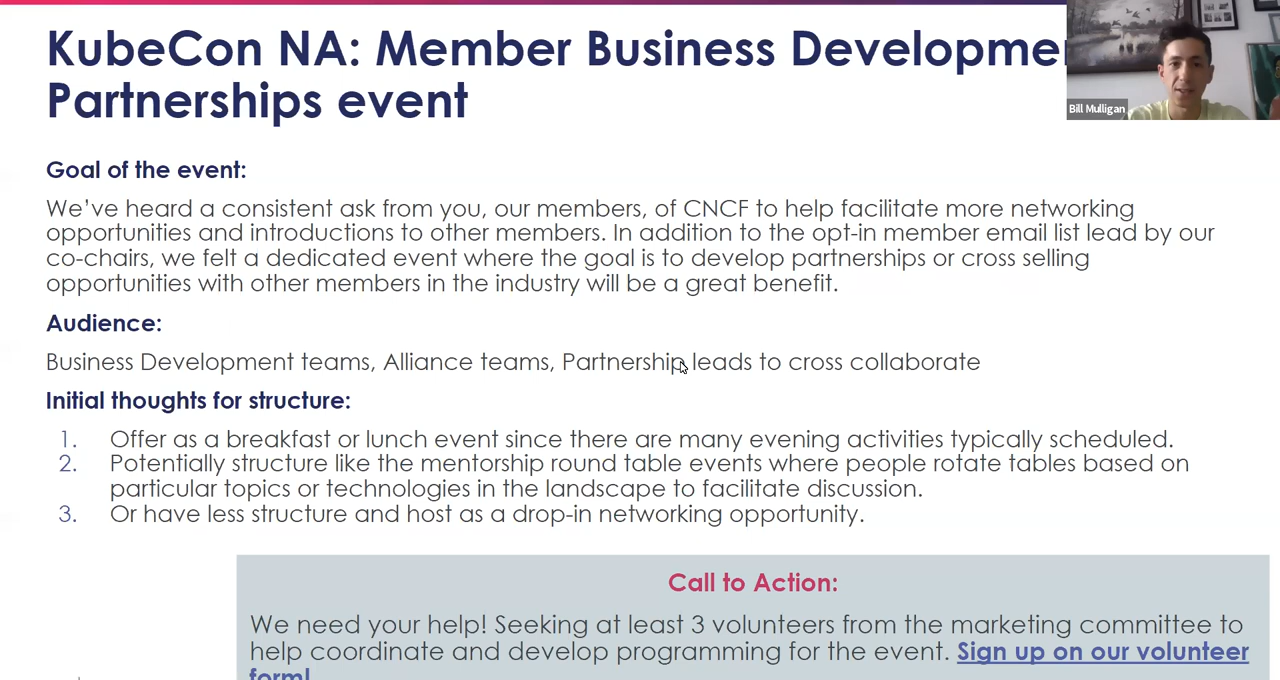 KubeCon NA: Member Business Developme
Partnerships event
Bill Mulligan
Goal of the event:
We've heard a consistent ask from you, our members, of CNCF to help facilitate more networking
opportunities and introductions to other members. In addition to the opt-in member email list lead by our
co-chairs, we felt a dedicated event where the goal is to develop partnerships or cross selling
opportunities with other members in the industry will be a great benefit.
Audience:
Business Development teams, Alliance teams, Partnership leads to cross collaborate
Initial thoughts for structure:
1. Offer as a breakfast or lunch event since there are many evening activities typically scheduled.
2. Potentially structure like the mentorship round table events where people rotate tables based on
particular topics or technologies in the landscape to facilitate discussion.
3. Or have less structure and host as a drop-in networking opportunity.
Call to Action:
We need your help! Seeking at least 3 volunteers from the marketing committee to
help coordinate and develop programming for the event. Sign up on our volunteer
form!